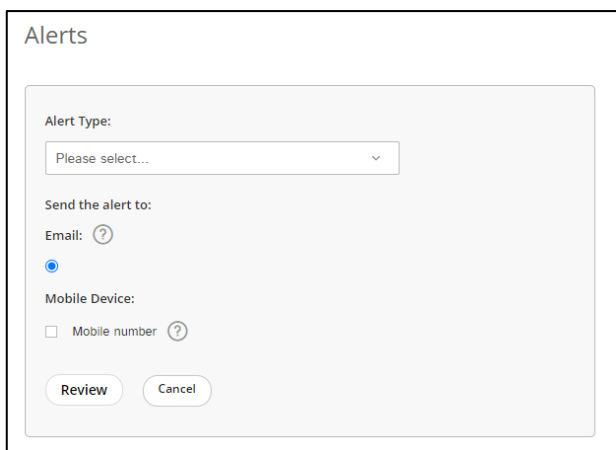 Alerts
Alert Type:
Please select...
Send the alert to:
Email: ?
Mobile Device:
Mobile number ?
Review Cancel